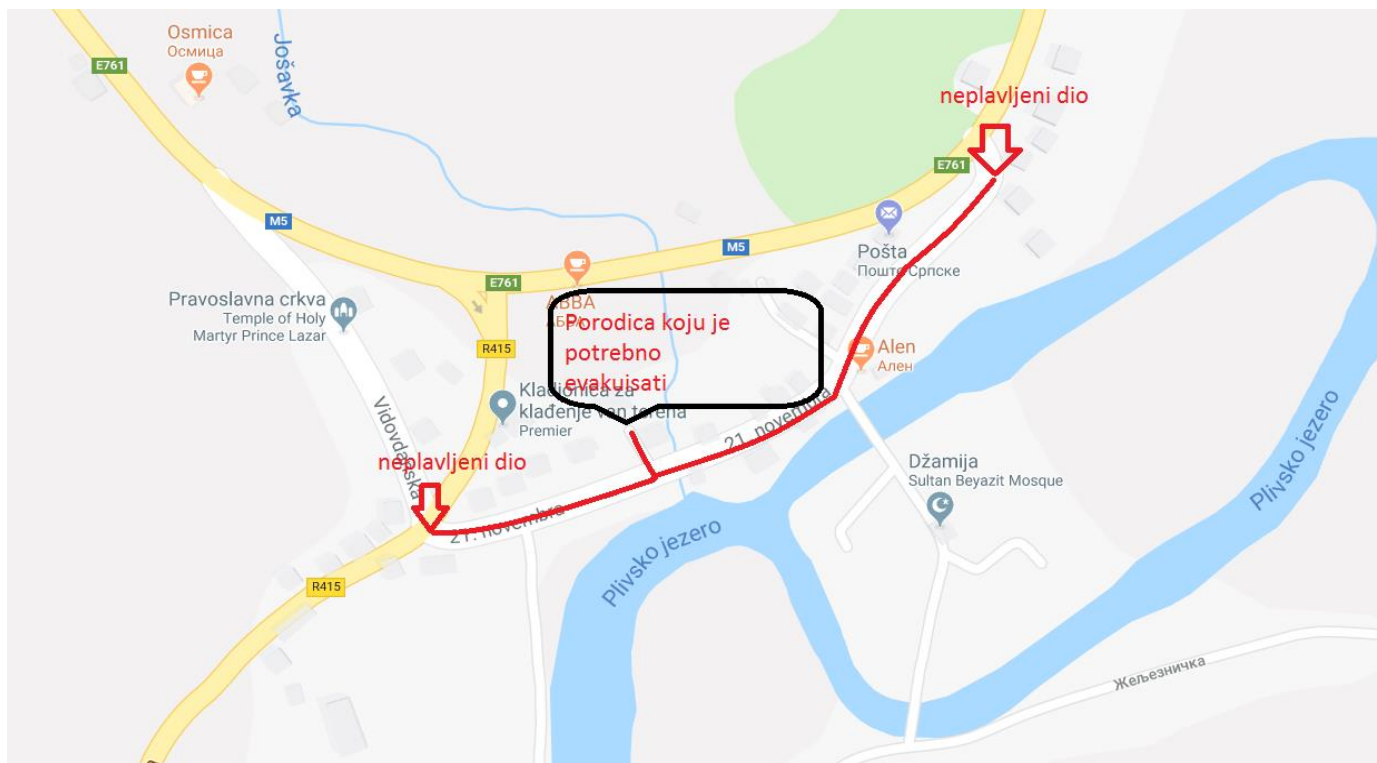 Osmica
Осмица
E761
Jošavka
neplavljeni dio
E761
M5
M5
Pošta
Поште Српске
E761
Pravoslavna crkva
Temple of Holy
Martyr Prince Lazar
ABBA
АББА
Porodica koju je
potrebno
evakuisati
R415
Alen
Ален
Kladionica za
klađenje van terena
Premier
Vidovdanska
21. novembra
neplavljeni dio
Džamija
Sultan Beyazit Mosque
Plivsko jezero
21. novembra
Plivsko jezero
R415
Жељезничка